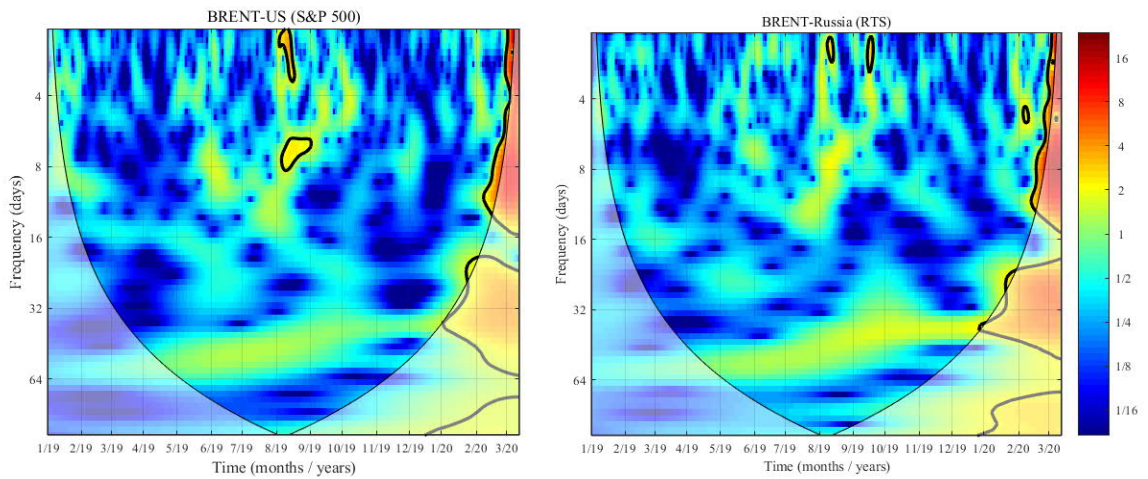 BRENT-US (S&P 500)
Frequency (days)
4
8
16
32
64
1/19 2/19 3/19 4/19 5/19 6/19 7/19 8/19 9/19 10/19 11/19 12/19 1/20 2/20 3/20
Time (months / years)
BRENT-Russia (RTS)
Frequency (days)
4
8
16
32
64
1/19 2/19 3/19 4/19 5/19 6/19 7/19 8/19 9/19 10/19 11/19 12/19 1/20 2/20 3/20
Time (months / years)
16
8
4
2
1
1/2
1/4
1/8
1/16